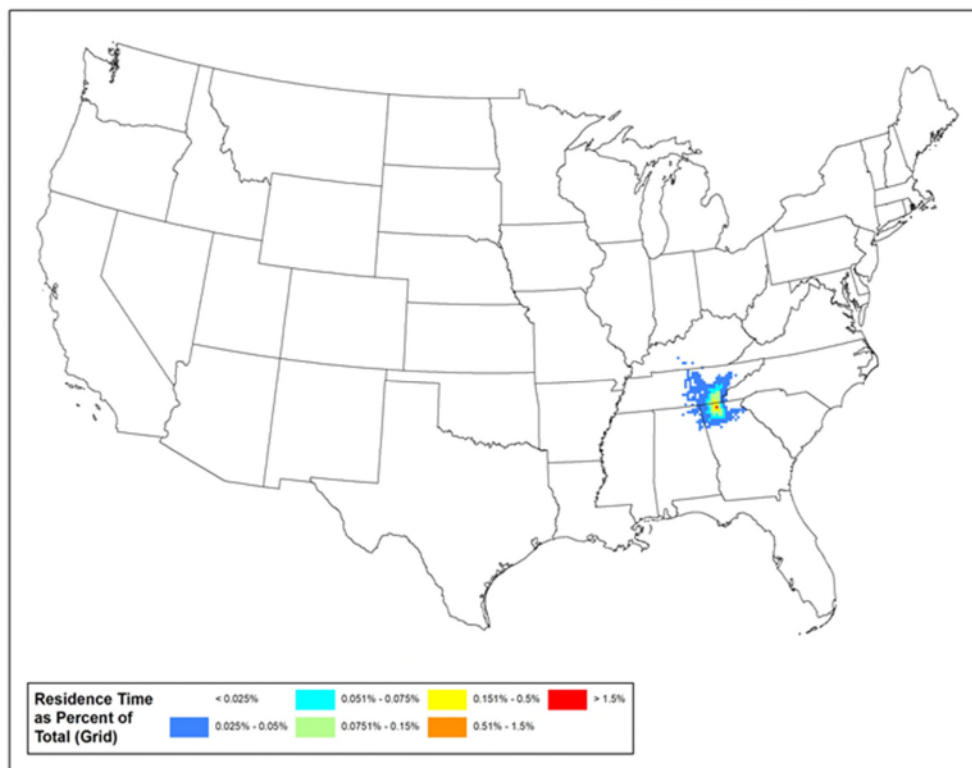 Residence Time
as Percent of
Total (Grid)
< 0.025%
0.051% - 0.075%
0.151% - 0.5%
> 1.5%
0.025% - 0.05%
0.0751% - 0.15%
0.51% - 1.5%